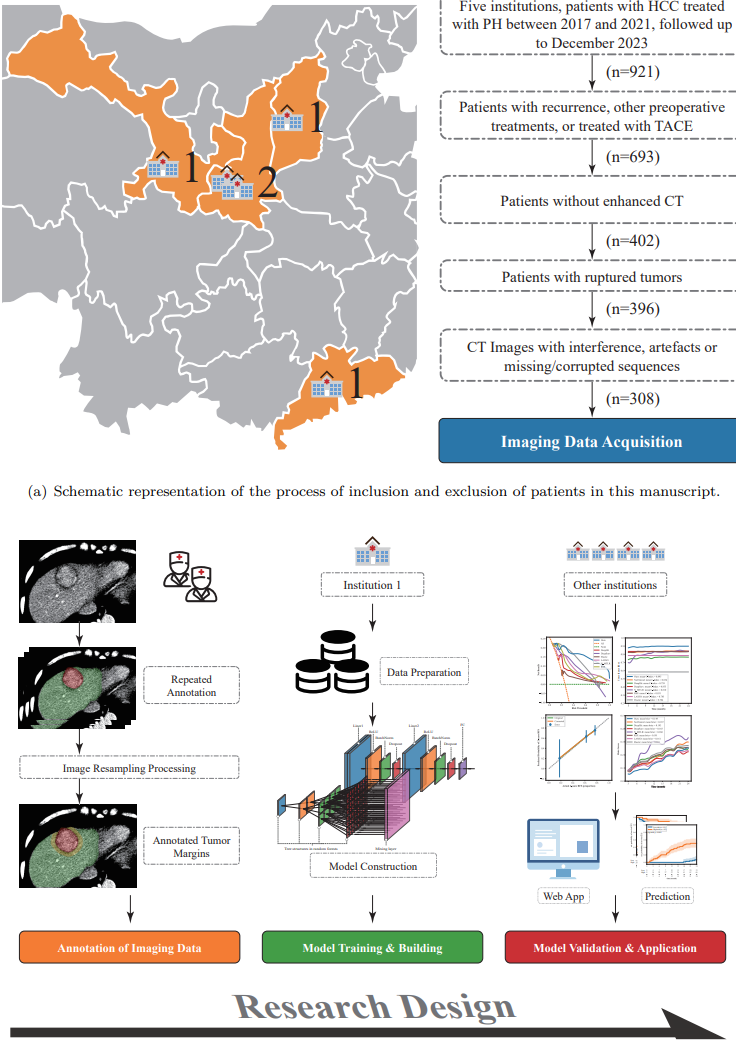 Five institutions, patients with HCC treated
with PH between 2017 and 2021, followed up
to December 2023
(n=921)
Patients with recurrence, other preoperative
treatments, or treated with TACE
(n=693)
Patients without enhanced CT
(n=402)
Patients with ruptured tumors
(n=396)
CT Images with interference, artefacts or
missing/corrupted sequences
(n=308)
Imaging Data Acquisition
1
1
2
1
(a) Schematic representation of the process of inclusion and exclusion of patients in this manuscript.
Repeated
Annotation
Image Resampling Processing
Annotated Tumor
Margins
Annotation of Imaging Data
Institution 1
Data Preparation
Model Construction
Model Training & Building
Other institutions
Web App
Prediction
Model Validation & Application
Research Design